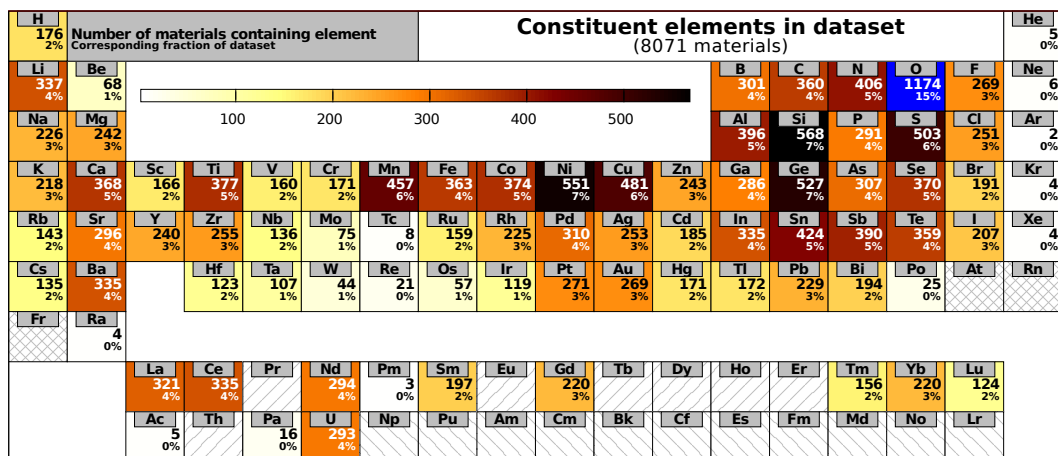 H He
176 Number of materials containing element Constituent elements in dataset 5
2% Corresponding fraction of dataset (8071 materials) 0%
Li Be B C N O F Ne
337 68 301 360 406 1174 269 6
4% 1% 4% 4% 5% 15% 3% 0%
100 200 300 400 500
Na Mg Al Si P S Cl Ar
226 242 396 568 291 503 251 2
3% 3% 5% 7% 4% 6% 3% 0%
K Ca Sc Ti V Cr Mn Fe Co Ni Cu Zn Ga Ge As Se Br Kr
218 368 166 377 160 171 457 363 374 551 481 243 286 527 307 370 191 4
3% 5% 2% 5% 2% 2% 6% 4% 5% 7% 6% 3% 4% 7% 4% 5% 2% 0%
Rb Sr Y Zr Nb Mo Tc Ru Rh Pd Ag Cd In Sn Sb Te I Xe
143 296 240 255 136 75 8 159 225 310 253 185 335 424 390 359 207 4
2% 4% 3% 3% 2% 1% 0% 2% 3% 4% 3% 2% 4% 5% 5% 4% 3% 0%
Cs Ba Hf Ta W Re Os Ir Pt Au Hg Tl Pb Bi Po At Rn
135 335 123 107 44 21 57 119 271 269 171 172 229 194 25
2% 4% 2% 1% 1% 0% 1% 1% 3% 3% 2% 2% 3% 2% 0%
Fr Ra
4
0%
La Ce Pr Nd Pm Sm Eu Gd Tb Dy Ho Er Tm Yb Lu
321 335 294 3 197 220 156 220 124
4% 4% 4% 0% 2% 3% 2% 3% 2%
Ac Th Pa U Np Pu Am Cm Bk Cf Es Fm Md No Lr
5 16 293
0% 0% 4%